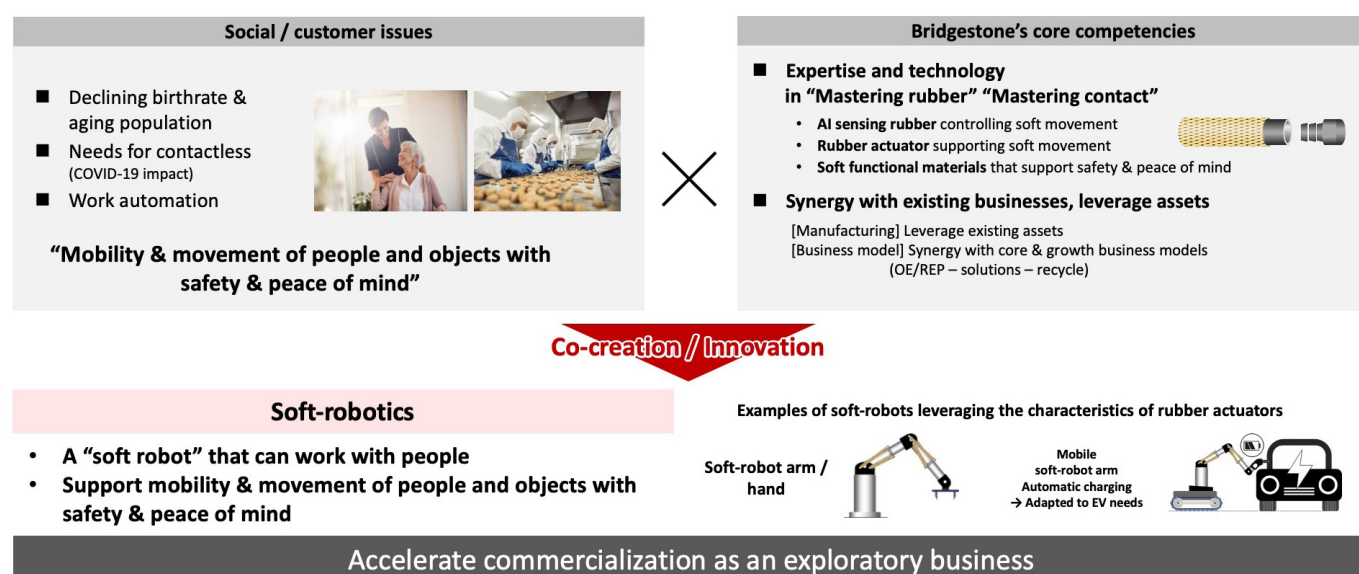 Social / customer issues
■ Declining birthrate &
aging population
■ Needs for contactless
(COVID-19 impact)
■ Work automation
“Mobility & movement of people and objects with
safety & peace of mind”
Bridgestone’s core competencies
■ Expertise and technology
in “Mastering rubber” “Mastering contact”
• AI sensing rubber controlling soft movement
• Rubber actuator supporting soft movement
• Soft functional materials that support safety & peace of mind
■ Synergy with existing businesses, leverage assets
[Manufacturing] Leverage existing assets
[Business model] Synergy with core & growth business models
(OE/REP – solutions – recycle)
Co-creation / Innovation
Soft-robotics
• A “soft robot” that can work with people
• Support mobility & movement of people and objects with
safety & peace of mind
Examples of soft-robots leveraging the characteristics of rubber actuators
Soft-robot arm /
hand
Mobile
soft-robot arm
Automatic charging
→ Adapted to EV needs
Accelerate commercialization as an exploratory business